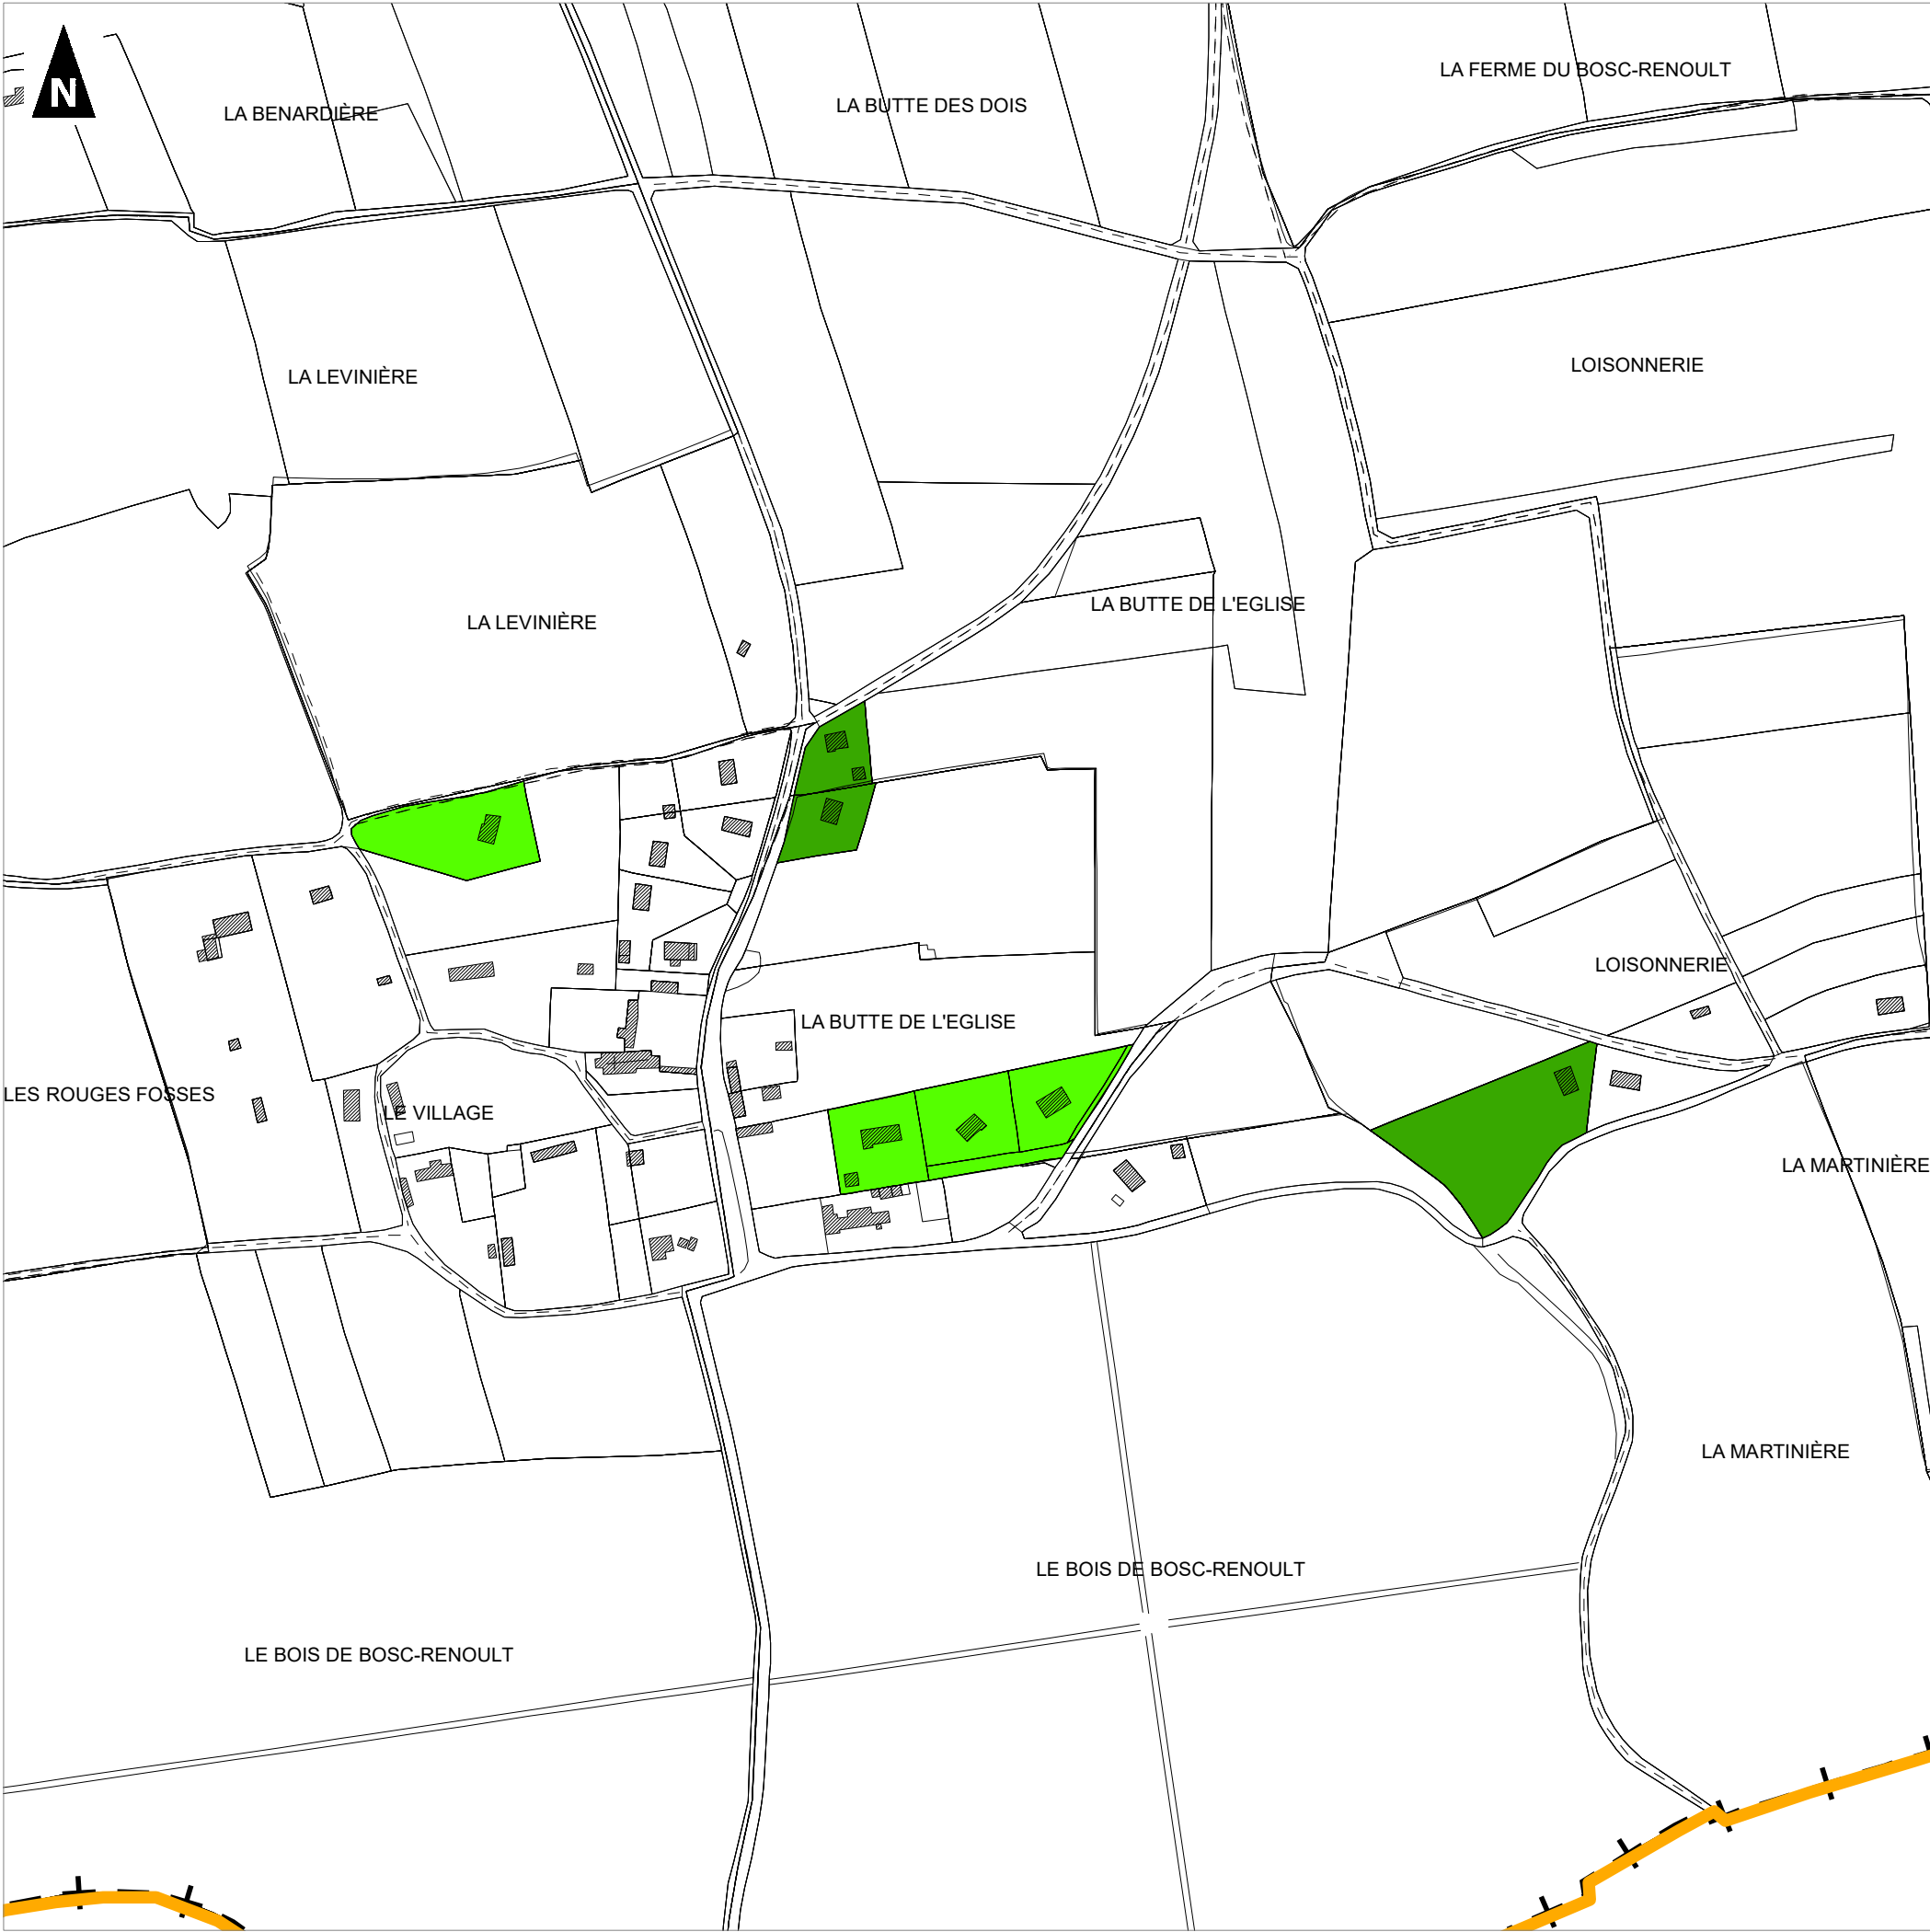 LA FERME DU BOSC-RENOULT
N
LA BUTTE DES DOIS
LA BENARDIÈRE
LOISONNERIE
LA LEVINIÈRE
LA BUTTE DE L'EGLISE
LA LEVINIÈRE
LOISONNERIE
LA BUTTE DE L'EGLISE
LES ROUGES FOSSES
LE VILLAGE
LA MARTINIÈRE
LA MARTINIÈRE
LE BOIS DE BOSC-RENOULT
LE BOIS DE BOSC-RENOULT